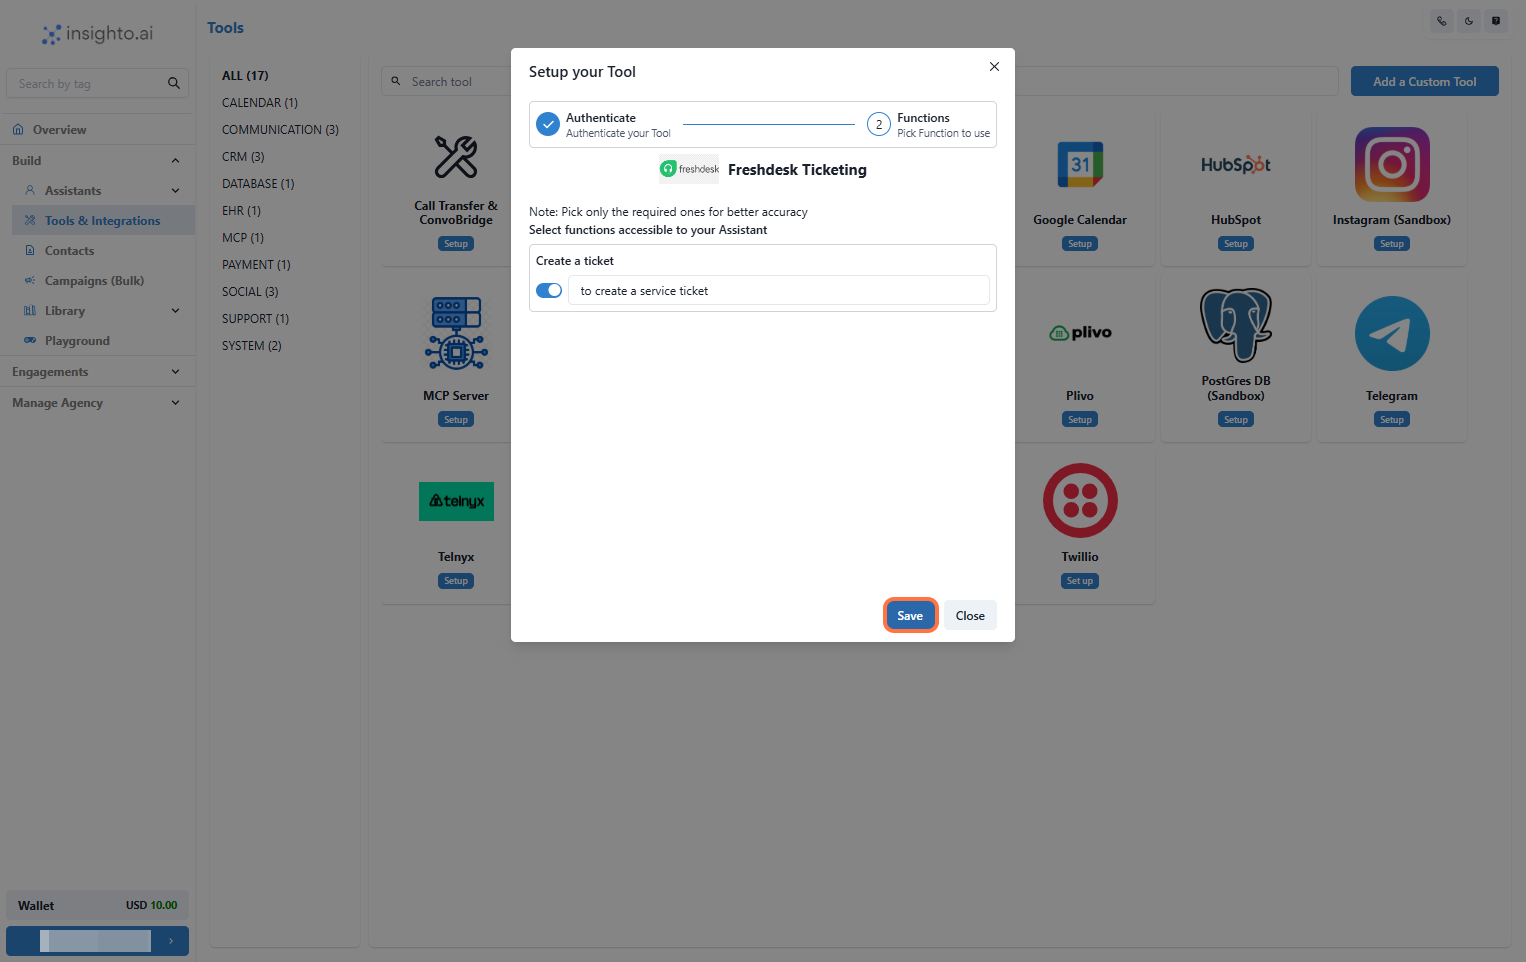 insighto.ai
Search by tag
Overview
Build
Assistants
Tools & Integrations
Contacts
Campaigns (Bulk)
Library
Playground
Engagements
Manage Agency
Wallet
USD 10.00
Tools
ALL (17)
CALENDAR (1)
COMMUNICATION (3)
CRM (3)
DATABASE (1)
EHR (1)
MCP (1)
PAYMENT (1)
SOCIAL (3)
SUPPORT (1)
SYSTEM (2)
Search tool
Add a Custom Tool
Call Transfer &
ConvoBridge
Setup
31
Google Calendar
Setup
HubSpot
HubSpot
Setup
Instagram (Sandbox)
Setup
MCP Server
Setup
plivo
Plivo
Setup
PostGres DB
(Sandbox)
Setup
Telegram
Setup
telnyx
Telnyx
Setup
Twillio
Set up
Setup your Tool
Authenticate
Authenticate your Tool
2
Functions
Pick Function to use
freshdesk
Freshdesk Ticketing
Note: Pick only the required ones for better accuracy
Select functions accessible to your Assistant
Create a ticket
to create a service ticket
Save
Close